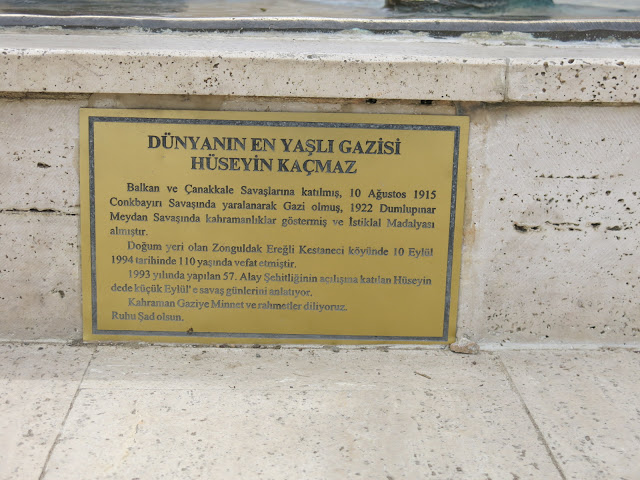 DÜNYANIN EN YAŞLI GAZİSİ
HÜSEYİN KAÇMAZ
Balkan ve Çanakkale Savaşlarına katılmış, 10 Ağustos 1915
Conkbayırı Savaşında yaralanarak Gazi olmuş, 1922 Dumlupınar
Meydan Savaşında kahramanlıklar göstermiş ve İstiklal Madalyası
almıştır.
Doğum yeri olan Zonguldak Ereğli Kestaneci köyünde 10 Eylül
1994 tarihinde 110 yaşında vefat etmiştir.
1993 yılında yapılan 57. Alay Şehitliğinin açılışına katılan Hüseyin
dede küçük Eylül'e savaş günlerini anlatıyor.
Kahraman Gaziye Minnet ve rahmetler diliyoruz.
Ruhu Şad olsun.